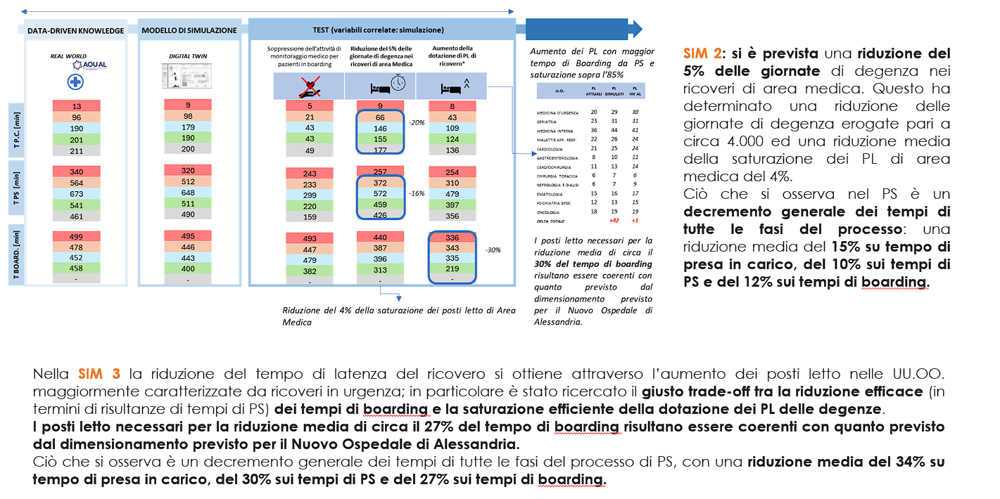 DATA-DRIVEN KNOWLEDGE
MODELLO DI SIMULAZIONE
TEST (variabili correlate: simulazione)
REAL WORLD
AOUAL
DIGITAL TWIN
Soppressione dell'attività di
monitoraggio medico per
pazienti in boarding
Riduzione del 5% delle
giornate di degenza nei
ricoveri di area Medica
Aumento della
dotazione di PL di
ricovero*
T P.C. [min]
13 9 5 9 8
96 98 21 66 43
190 179 43 146 109
201 190 43 155 124
211 200 49 177 136
-20%
T PS [min]
340 320 243 257 254
564 512 233 372 310
673 648 299 572 479
541 511 220 459 397
461 490 159 426 356
-16%
T BOARD. [min]
499 495 493 440 336
478 446 447 387 343
452 443 479 396 335
458 400 382 313 219
- - - - -
-30%
Riduzione del 4% della saturazione dei posti letto di Area
Medica
Aumento dei PL con maggior
tempo di Boarding da PS e
saturazione sopra l'85%
U.O. PL ATTUALI PL SIMULATI PL NH AL
MEDICINA D'URGENZA 20 29 30
GERIATRIA 23 31 31
MEDICINA INTERNA 36 44 41
MALATTIE APP. RESP. 22 26 24
CARDIOLOGIA 21 25 24
GASTROENTEROLOGIA 8 10 11
CARDIOCHIRURGIA 11 13 14
CHIRURGIA TORACICA 6 7 6
NEFROLOGIA E DIALISI 6 7 9
EMATOLOGIA 15 16 17
PSICHIATRIA SPDC 12 13 15
ONCOLOGIA 18 19 19
DELTA TOTALE +42 +1
I posti letto necessari per la
riduzione media di circa il
30% del tempo di boarding
risultano essere coerenti con
quanto previsto dal
dimensionamento previsto
per il Nuovo Ospedale di
Alessandria.
SIM 2: si è prevista una riduzione del
5% delle giornate di degenza nei
ricoveri di area medica. Questo ha
determinato una riduzione delle
giornate di degenza erogate pari a
circa 4.000 ed una riduzione media
della saturazione dei PL di area
medica del 4%.
Ciò che si osserva nel PS è un
decremento generale dei tempi di
tutte le fasi del processo: una
riduzione media del 15% su tempo di
presa in carico, del 10% sui tempi di
PS e del 12% sui tempi di boarding.
Nella SIM 3 la riduzione del tempo di latenza del ricovero si ottiene attraverso l'aumento dei posti letto nelle UU.OO.
maggiormente caratterizzate da ricoveri in urgenza; in particolare è stato ricercato il giusto trade-off tra la riduzione efficace (in
termini di risultanze di tempi di PS) dei tempi di boarding e la saturazione efficiente della dotazione dei PL delle degenze.
I posti letto necessari per la riduzione media di circa il 27% del tempo di boarding risultano essere coerenti con quanto previsto
dal dimensionamento previsto per il Nuovo Ospedale di Alessandria.
Ciò che si osserva è un decremento generale dei tempi di tutte le fasi del processo di PS, con una riduzione media del 34% su
tempo di presa in carico, del 30% sui tempi di PS e del 27% sui tempi di boarding.